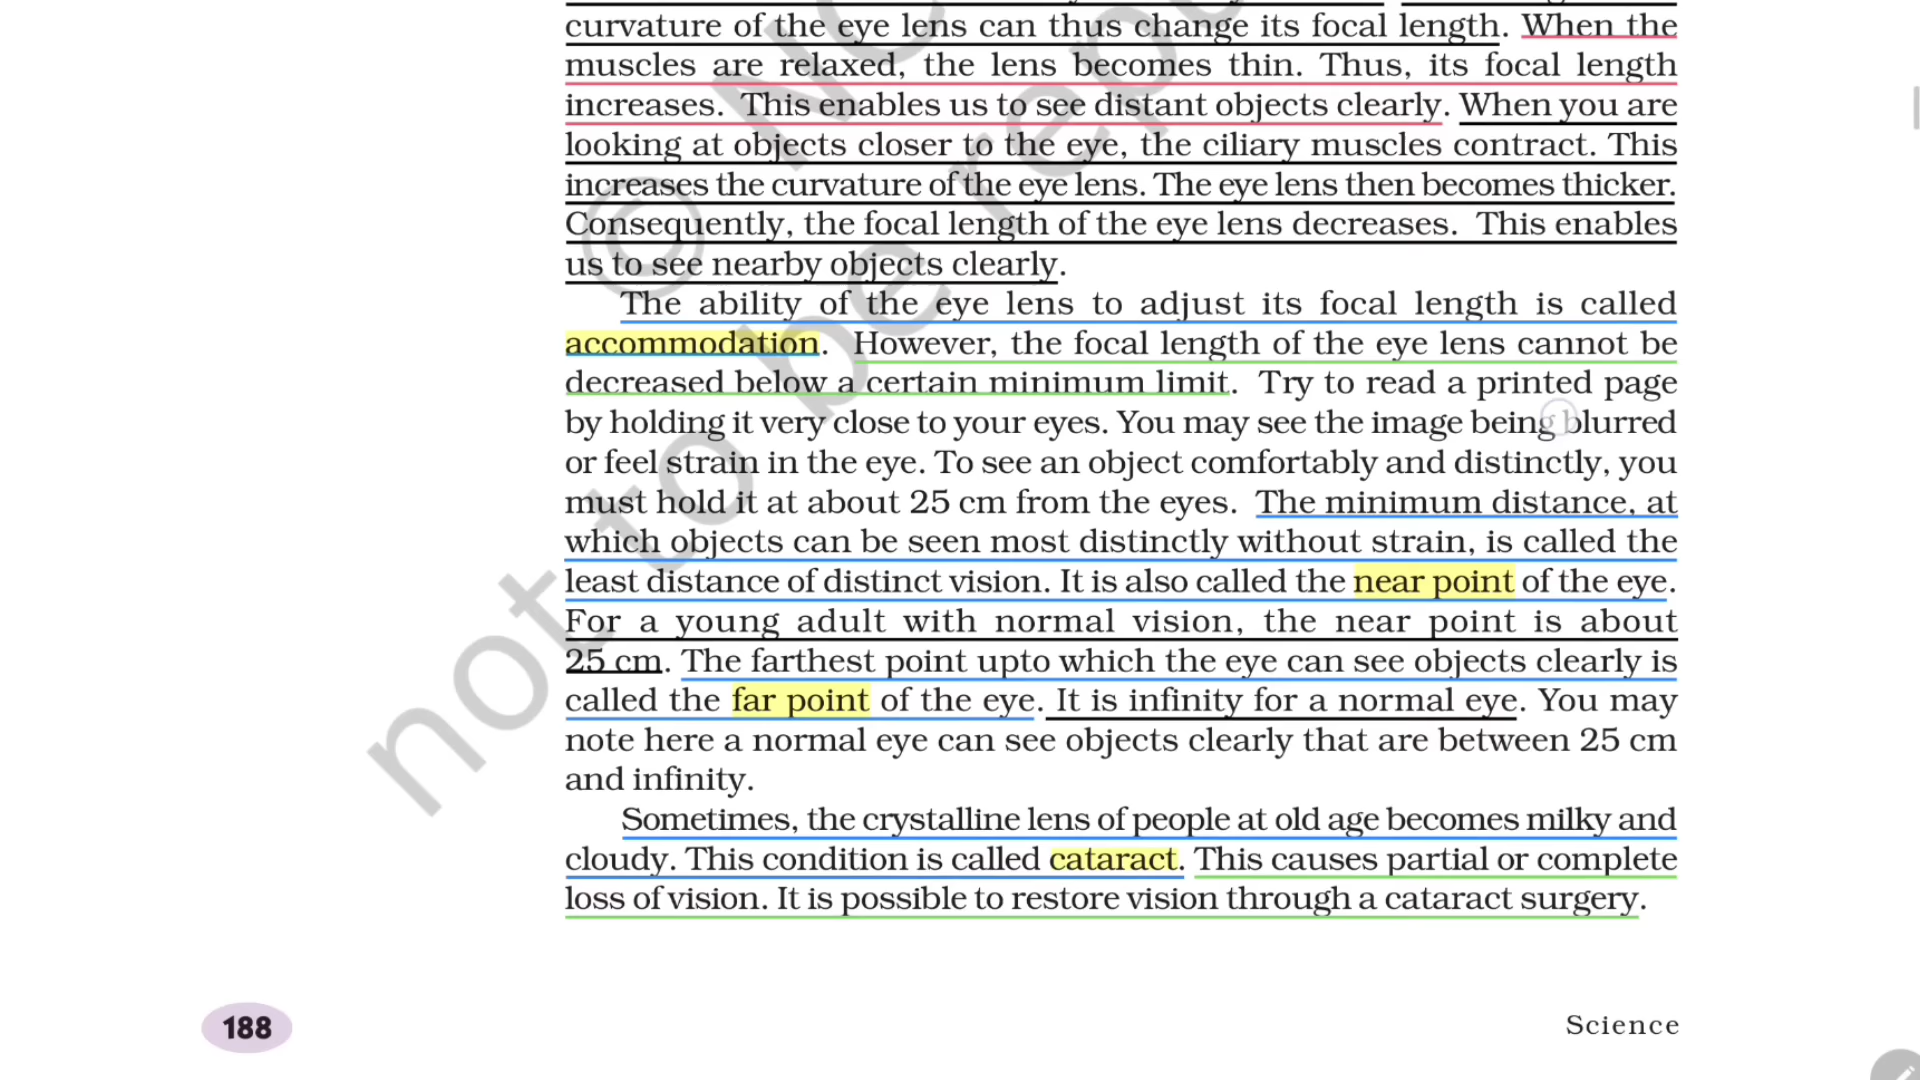 curvature of the eye lens can thus change its focal length. When the
muscles are relaxed, the lens becomes thin. Thus, its focal length
increases. This enables us to see distant objects clearly. When you are
looking at objects closer to the eye, the ciliary muscles contract. This
increases the curvature of the eye lens. The eye lens then becomes thicker.
Consequently, the focal length of the eye lens decreases. This enables
us to see nearby objects clearly.
The ability of the eye lens to adjust its focal length is called
accommodation. However, the focal length of the eye lens cannot be
decreased below a certain minimum limit. Try to read a printed page
by holding it very close to your eyes. You may see the image being blurred
or feel strain in the eye. To see an object comfortably and distinctly, you
must hold it at about 25 cm from the eyes. The minimum distance, at
which objects can be seen most distinctly without strain, is called the
least distance of distinct vision. It is also called the near point of the eye.
For a young adult with normal vision, the near point is about
25 cm. The farthest point upto which the eye can see objects clearly is
called the far point of the eye. It is infinity for a normal eye. You may
note here a normal eye can see objects clearly that are between 25 cm
and infinity.
Sometimes, the crystalline lens of people at old age becomes milky and
cloudy. This condition is called cataract. This causes partial or complete
loss of vision. It is possible to restore vision through a cataract surgery.
188
Science
© NC
not to be repu